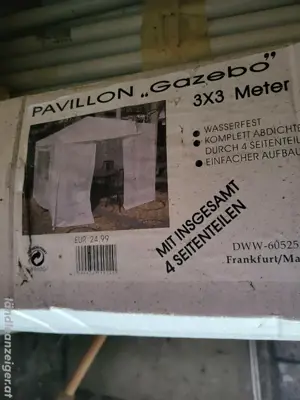 PAVILLON „Gazebo"
3X3 Meter
WASSERFEST
KOMPLETT ABDICHTE
DURCH 4 SEITENTEIL
EINFACHER AUFBAU
MIT INSGESAMT
4 SEITENTEILEN
EUR 24,99
DWW-60525
Frankfurt/Ma
ländleanzeiger.at